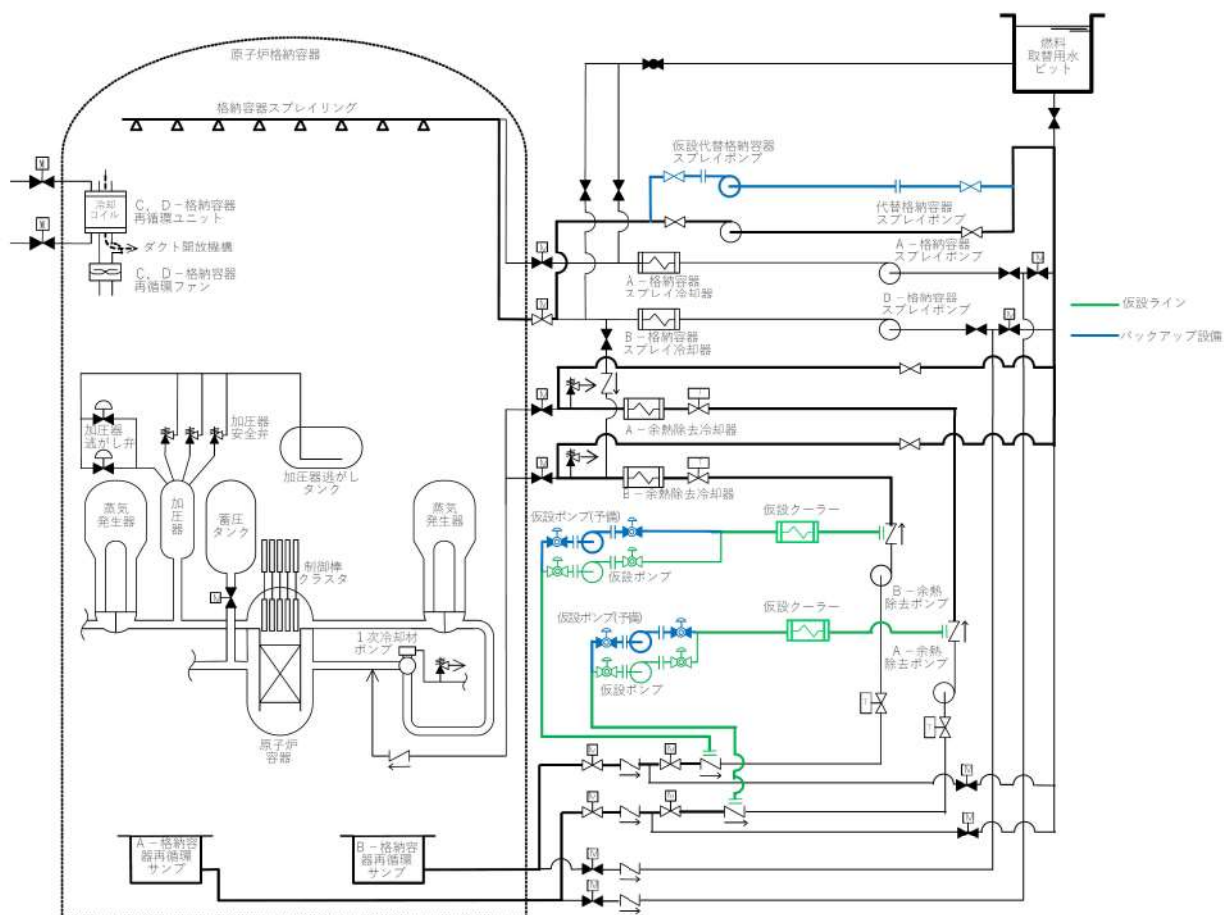 原子炉格納容器
燃料
取替用水
ピット
格納容器スプレイリング
仮設代替格納容器
スプレイポンプ
M
冷却
コイル
C，D－格納容器
再循環ユニット
代替格納容器
スプレイポンプ
M
ダクト開放機構
M
A－格納容器
スプレイポンプ
M
C，D－格納容器
再循環ファン
A－格納容器
スプレイ冷却器
仮設ライン
M
D－格納容器
スプレイポンプ
M
バックアップ設備
B－格納容器
スプレイ冷却器
加圧器
逃がし弁
加圧器
安全弁
M
A－余熱除去冷却器
加圧器逃がし
タンク
M
B－余熱除去冷却器
蒸気
発生器
加
圧
器
蓄圧
タンク
蒸気
発生器
仮設ポンプ(予備)
仮設クーラー
制御棒
クラスタ
仮設ポンプ
M
B－余熱
除去ポンプ
仮設ポンプ(予備)
仮設クーラー
1次冷却材
ポンプ
A－余熱
除去ポンプ
仮設ポンプ
原子炉
容器
M
M
M
M
M
M
A－格納容
器再循環
サンプ
B－格納容
器再循環
サンプ
M
M